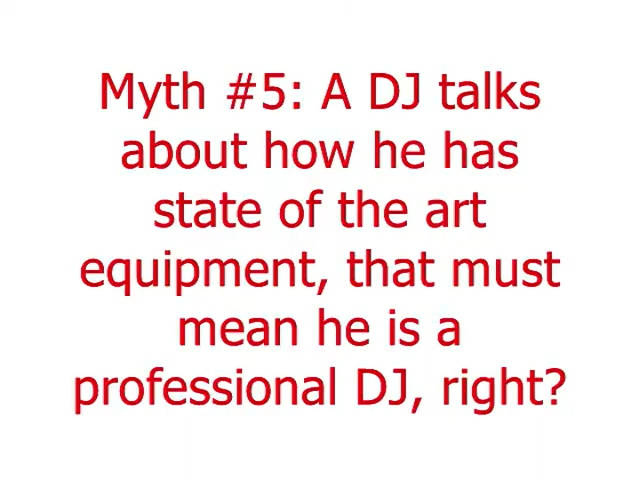 Myth #5: A DJ talks
about how he has
state of the art
equipment, that must
mean he is a
professional DJ, right?